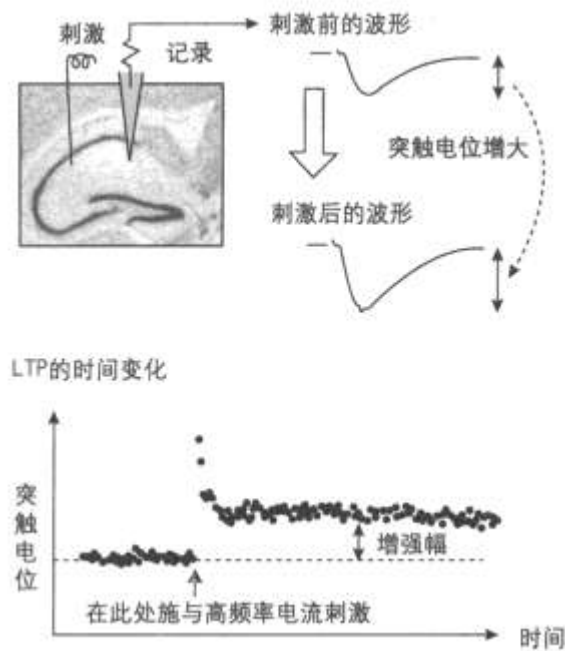 刺激
记录
刺激前的波形
突触电位增大
刺激后的波形
LTP的时间变化
突触电位
增强幅
在此处施与高频率电流刺激
时间